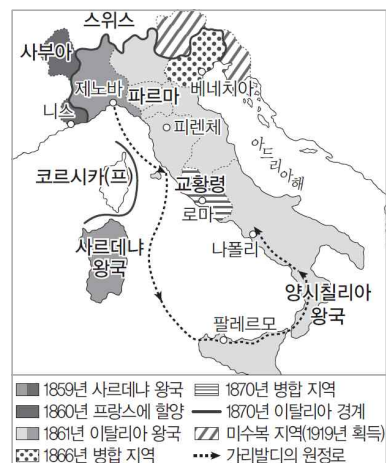 스위스
사부아
제노바
파르마
베네치아
니스
피렌체
아드리아해
코르시카(프)
교황령
로마
사르데냐
왕국
나폴리
양시칠리아
왕국
팔레르모
1859년 사르데냐 왕국
1870년 병합 지역
1860년 프랑스에 할양
1870년 이탈리아 경계
1861년 이탈리아 왕국
미수복 지역(1919년 획득)
1866년 병합 지역
가리발디의 원정로